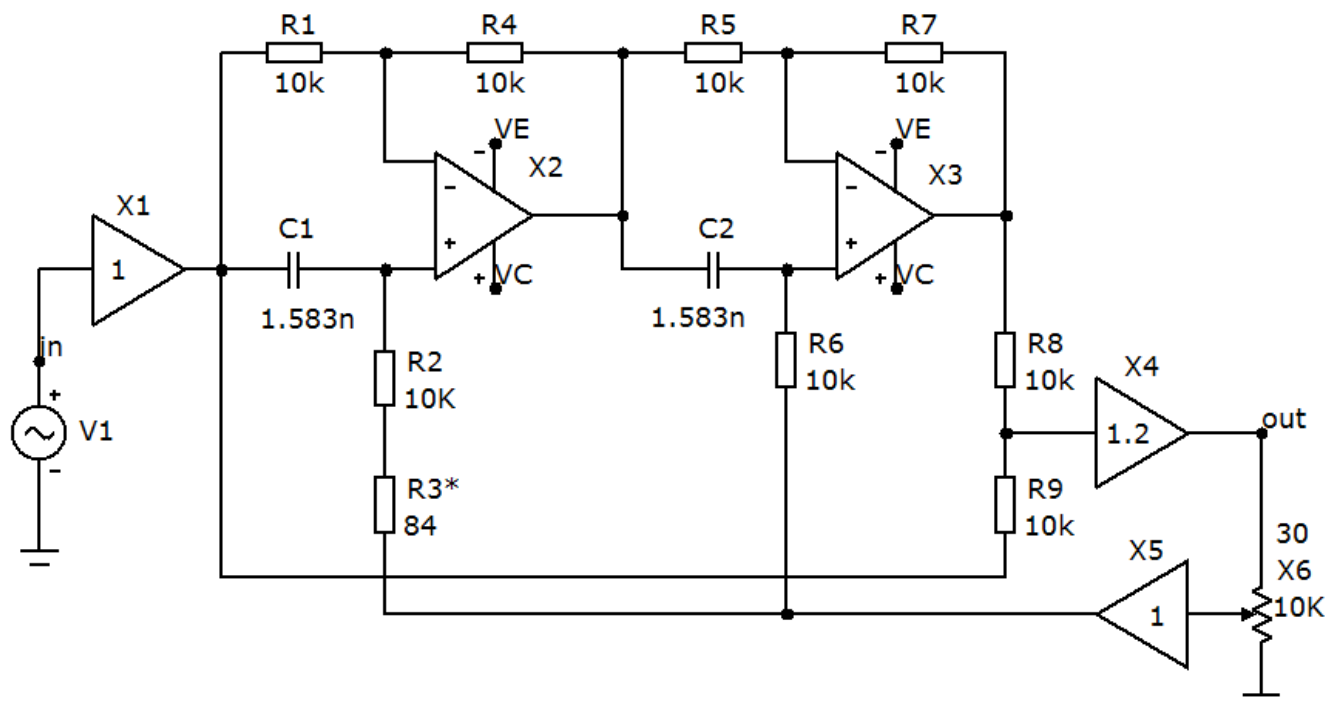 R1
10k
R4
10k
R5
10k
R7
10k
VE
-
X2
-
+
+
VC
VE
-
X3
-
+
+
VC
X1
1
C1
1.583n
C2
1.583n
in
+
V1
-
R2
10K
R6
10k
R8
10k
X4
1.2
out
R3*
84
R9
10k
X5
1
30
X6
10K